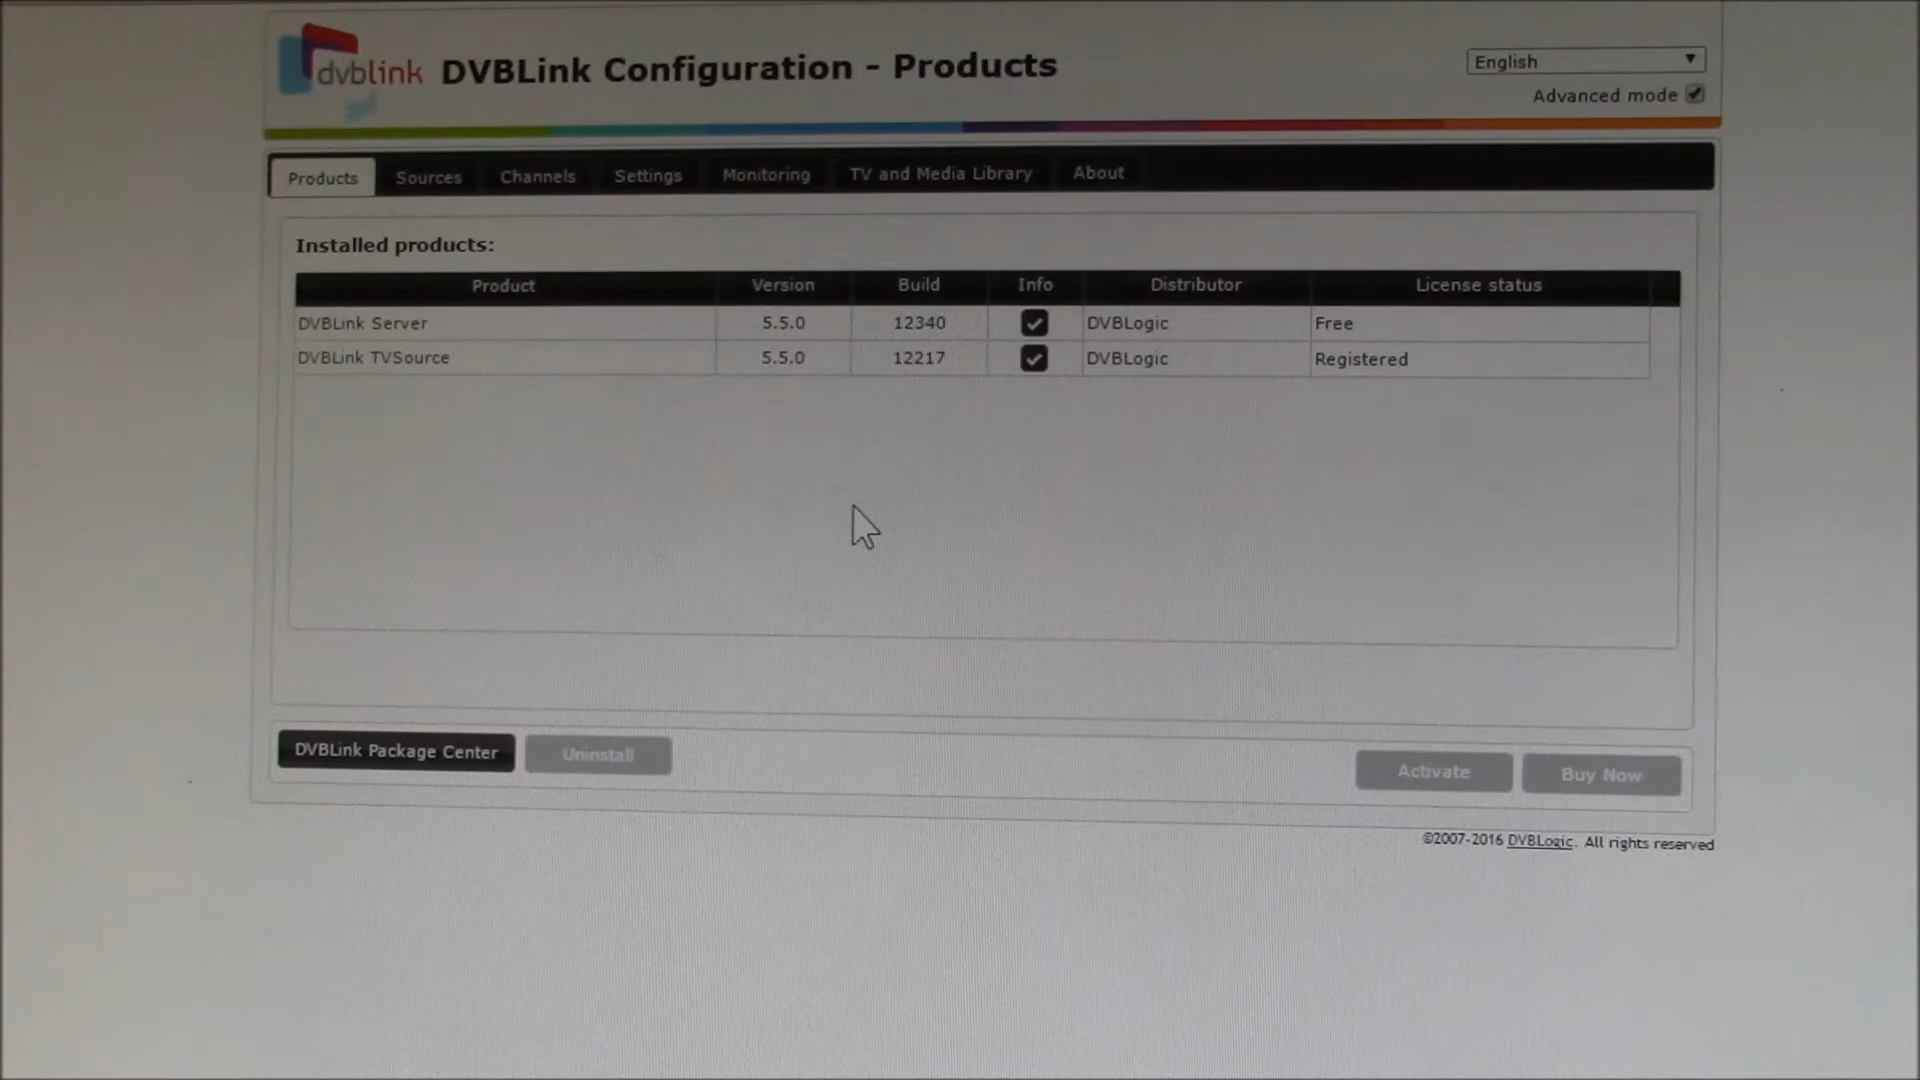 dvblink DVBLink Configuration - Products
English
Advanced mode
Products Sources Channels Settings Monitoring TV and Media Library About
Installed products:
Product Version Build Info Distributor License status
DVBLink Server 5.5.0 12340 DVBLogic Free
DVBLink TVSource 5.5.0 12217 DVBLogic Registered
DVBLink Package Center Uninstall Activate Buy Now
©2007-2016 DVBLogic. All rights reserved